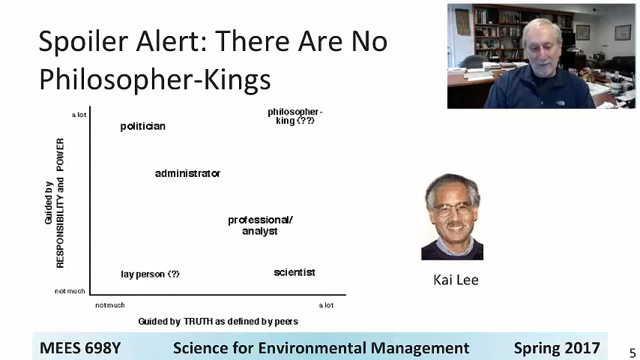 Spoiler Alert: There Are No
Philosopher-Kings
a lot
politician
philosopher-
king (??)
administrator
Guided by
RESPONSIBILITY and POWER
professional/
analyst
lay person (?)
scientist
not much
not much
a lot
Guided by TRUTH as defined by peers
Kai Lee
MEES 698Y
Science for Environmental Management
Spring 2017
5